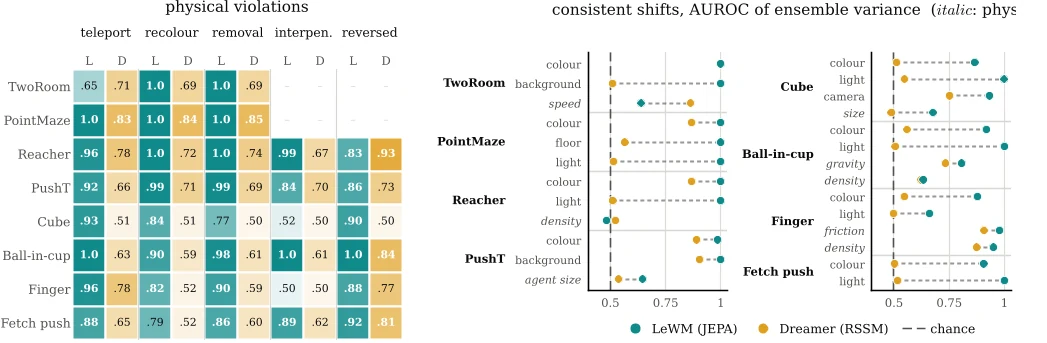 physical violations
teleport recolour removal interpen. reversed
L D L D L D L D L D
TwoRoom .65 .71 1.0 .69 1.0 .69 – – – –
PointMaze 1.0 .83 1.0 .84 1.0 .85 – – – –
Reacher .96 .78 1.0 .72 1.0 .74 .99 .67 .83 .93
PushT .92 .66 .99 .71 .99 .69 .84 .70 .86 .73
Cube .93 .51 .84 .51 .77 .50 .52 .50 .90 .50
Ball-in-cup 1.0 .63 .90 .59 .98 .61 1.0 .61 1.0 .84
Finger .96 .78 .82 .52 .90 .59 .50 .50 .88 .77
Fetch push .88 .65 .79 .52 .86 .60 .89 .62 .92 .81
consistent shifts, AUROC of ensemble variance (italic: phys
TwoRoom
colour
background
speed
PointMaze
colour
floor
light
Reacher
colour
light
density
PushT
colour
background
agent size
0.5 0.75 1
Cube
colour
light
camera
size
Ball-in-cup
colour
light
gravity
density
Finger
colour
light
friction
density
Fetch push
colour
light
0.5 0.75 1
LeWM (JEPA) Dreamer (RSSM) chance